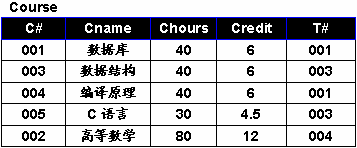 Course
C# Cname Chours Credit T#
001 数据库 40 6 001
003 数据结构 40 6 003
004 编译原理 40 6 001
005 C 语言 30 4.5 003
002 高等数学 80 12 004